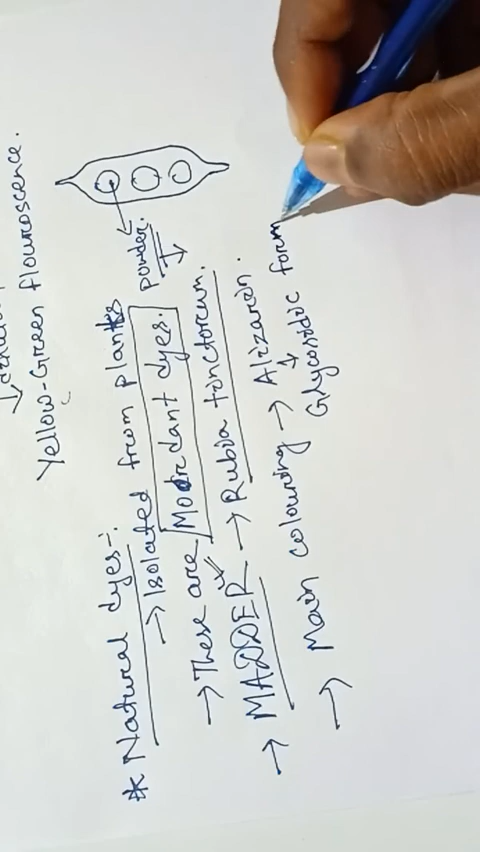 Yellow-Green flouroscence.
* Natural dyes:-
→ Isolated from plants
powder.
→ These are Mordant dyes.
→ MADDER → Rubia tinctorum.
→ Main colouring → Alizarin.
Glycosidic form